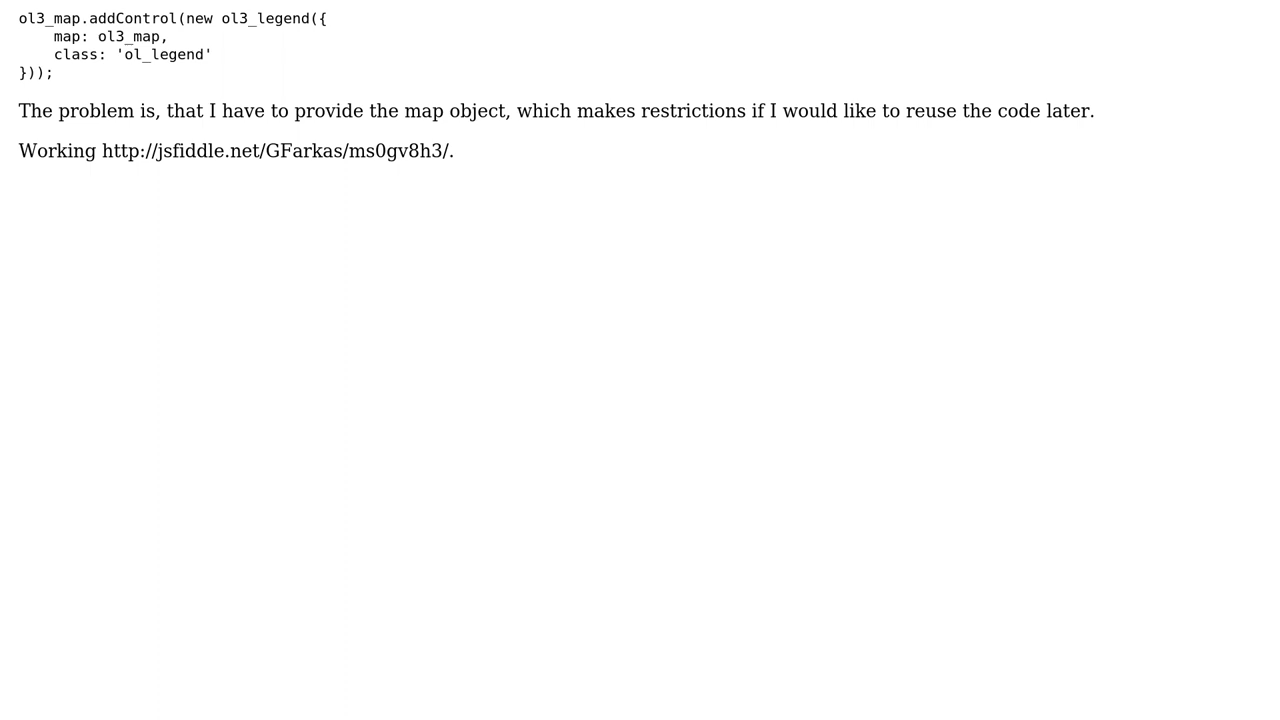 ol3_map.addControl(new ol3_legend({
    map: ol3_map,
    class: 'ol_legend'
}));
The problem is, that I have to provide the map object, which makes restrictions if I would like to reuse the code later.
Working http://jsfiddle.net/GFarkas/ms0gv8h3/.